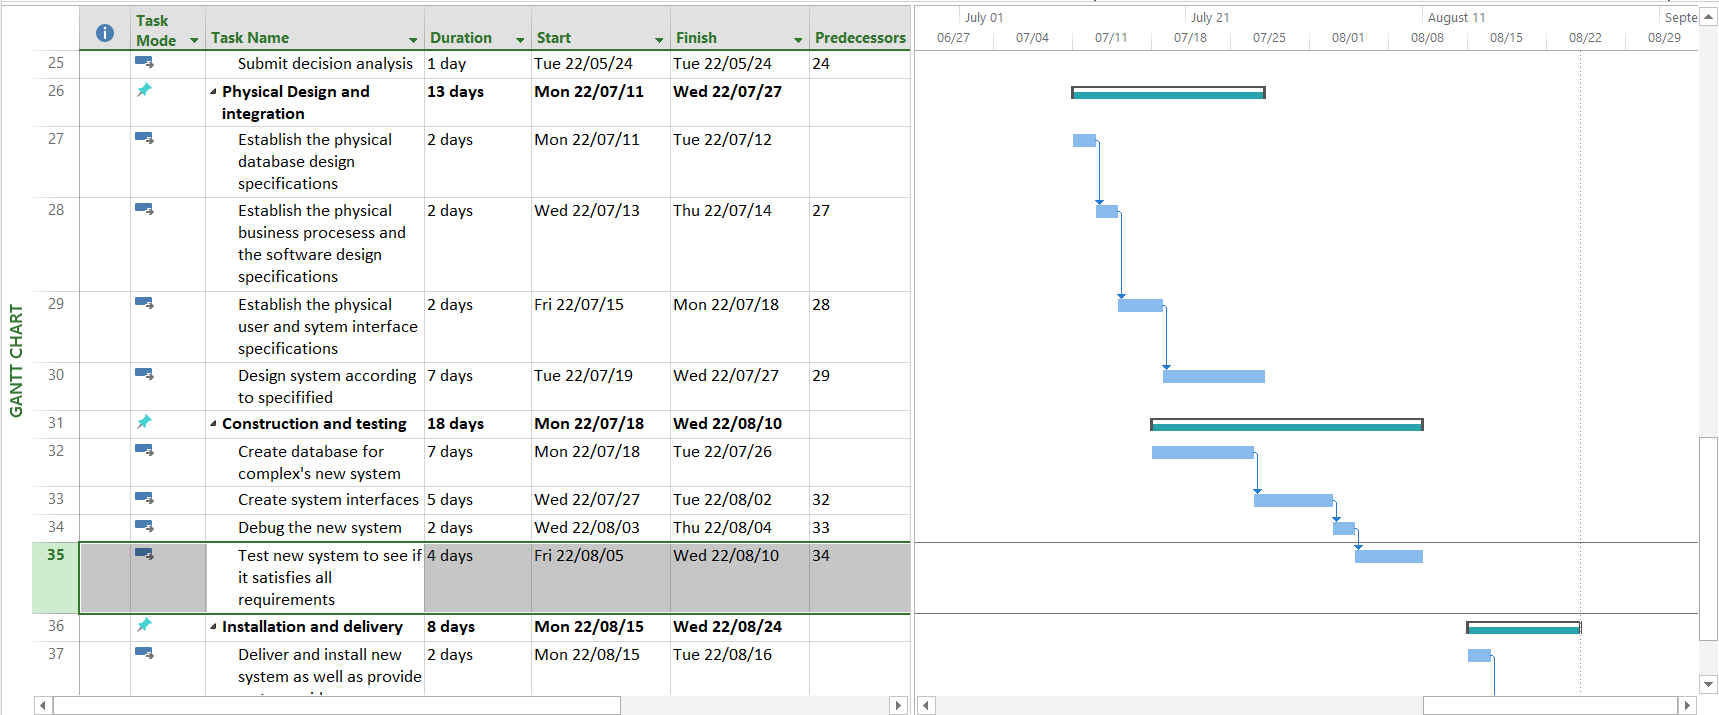 GANTT CHART
Task Mode	Task Name	Duration	Start	Finish	Predecessors
July 01	July 21	August 11	Septe
06/27	07/04	07/11	07/18	07/25	08/01	08/08	08/15	08/22	08/29
25	Submit decision analysis	1 day	Tue 22/05/24	Tue 22/05/24	24
26	Physical Design and	13 days	Mon 22/07/11	Wed 22/07/27
integration
27	Establish the physical	2 days	Mon 22/07/11	Tue 22/07/12
database design
specifications
28	Establish the physical	2 days	Wed 22/07/13	Thu 22/07/14	27
business procesess and
the software design
specifications
29	Establish the physical	2 days	Fri 22/07/15	Mon 22/07/18	28
user and sytem interface
specifications
30	Design system according	7 days	Tue 22/07/19	Wed 22/07/27	29
to specifified
31	Construction and testing	18 days	Mon 22/07/18	Wed 22/08/10
32	Create database for	7 days	Mon 22/07/18	Tue 22/07/26
complex's new system
33	Create system interfaces	5 days	Wed 22/07/27	Tue 22/08/02	32
34	Debug the new system	2 days	Wed 22/08/03	Thu 22/08/04	33
35	Test new system to see if	4 days	Fri 22/08/05	Wed 22/08/10	34
it satisfies all
requirements
36	Installation and delivery	8 days	Mon 22/08/15	Wed 22/08/24
37	Deliver and install new	2 days	Mon 22/08/15	Tue 22/08/16
system as well as provide